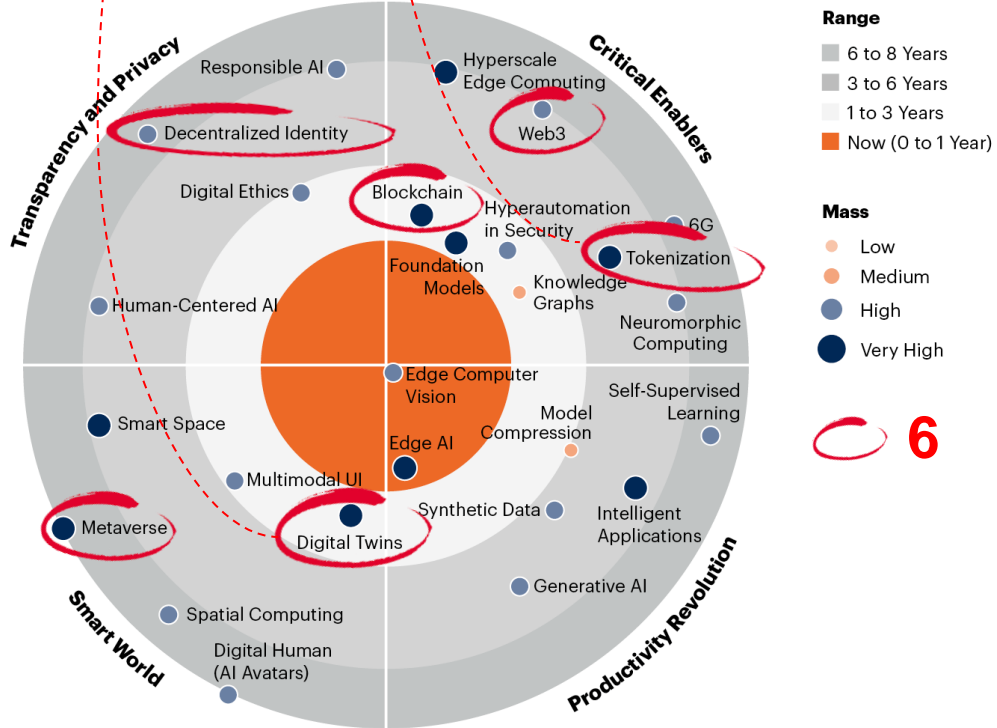 Transparency and Privacy
Critical Enablers
Responsible AI
Hyperscale
Edge Computing
Decentralized Identity
Web3
Digital Ethics
Blockchain
Hyperautomation
in Security
6G
Foundation
Models
Tokenization
Knowledge
Graphs
Human-Centered AI
Neuromorphic
Computing
Edge Computer
Vision
Self-Supervised
Learning
Smart Space
Model
Compression
Edge AI
Multimodal UI
Synthetic Data
Intelligent
Applications
Metaverse
Digital Twins
Generative AI
Spatial Computing
Digital Human
(AI Avatars)
Smart World
Productivity Revolution
Range
6 to 8 Years
3 to 6 Years
1 to 3 Years
Now (0 to 1 Year)
Mass
Low
Medium
High
Very High
6